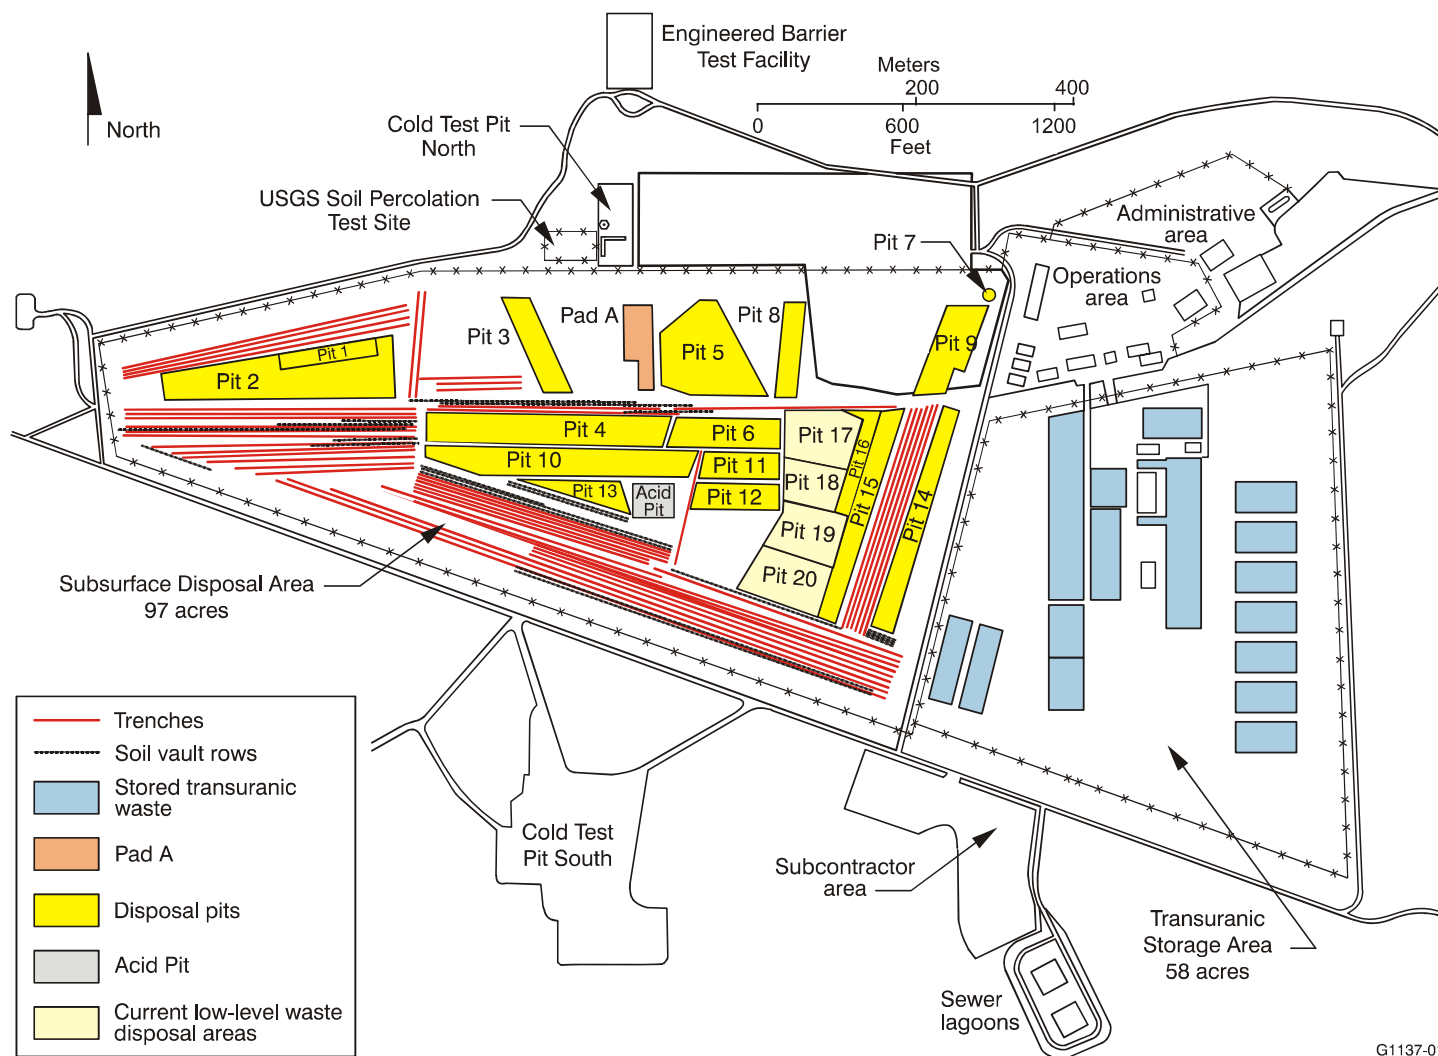 Engineered Barrier
Test Facility
Meters
200
400
0
600
1200
Feet
North
Cold Test Pit
North
USGS Soil Percolation
Test Site
Administrative
area
Pit 7
Operations
area
Pit 3
Pad A
Pit 5
Pit 8
Pit 9
Pit 1
Pit 2
Pit 4
Pit 6
Pit 17
Pit 16
Pit 10
Pit 11
Pit 18
Pit 15
Pit 14
Pit 13
Acid
Pit
Pit 12
Pit 19
Pit 20
Subsurface Disposal Area
97 acres
Trenches
Soil vault rows
Stored transuranic
waste
Pad A
Disposal pits
Acid Pit
Current low-level waste
disposal areas
Cold Test
Pit South
Subcontractor
area
Transuranic
Storage Area
58 acres
Sewer
lagoons
G1137-0